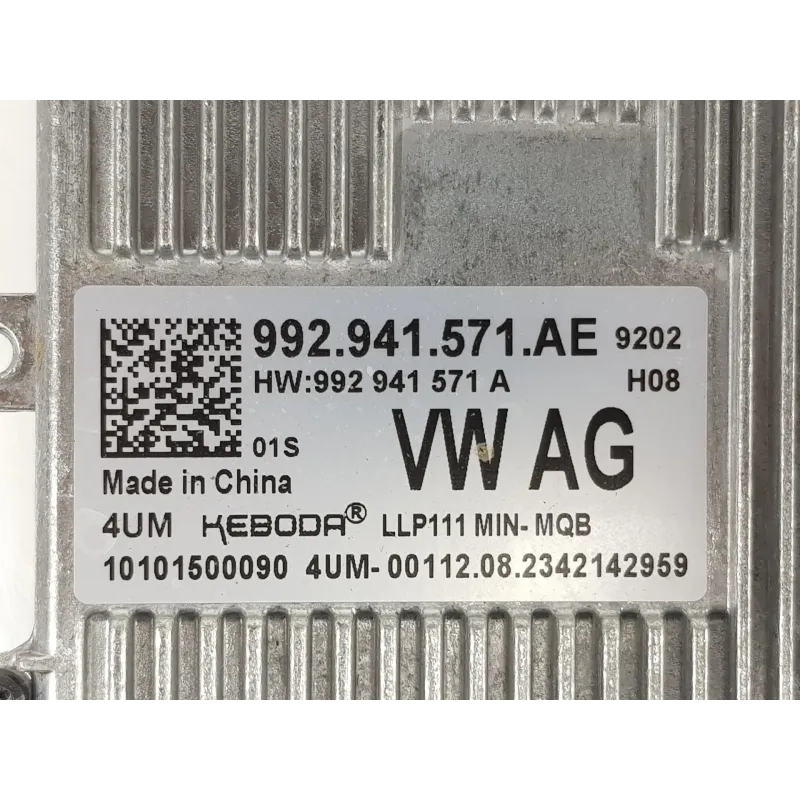 992.941.571.AE 9202
HW:992 941 571 A H08
01S VW AG
Made in China
4UM KEBODA® LLP111 MIN-MQB
10101500090 4UM-00112.08.2342142959